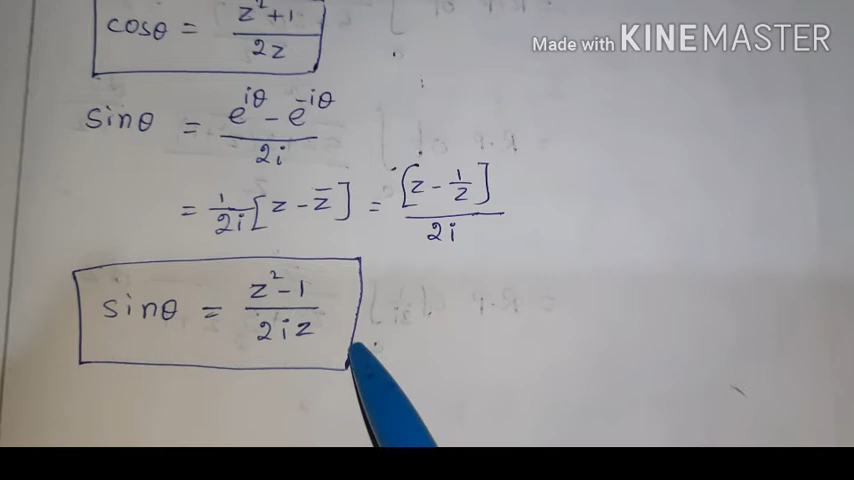 cosθ = z²+1 / 2z
Made with KINEMASTER
sinθ = e^iθ - e^-iθ / 2i
= 1/2i [z - z̄] = [z - 1/z] / 2i
sinθ = z²-1 / 2iz